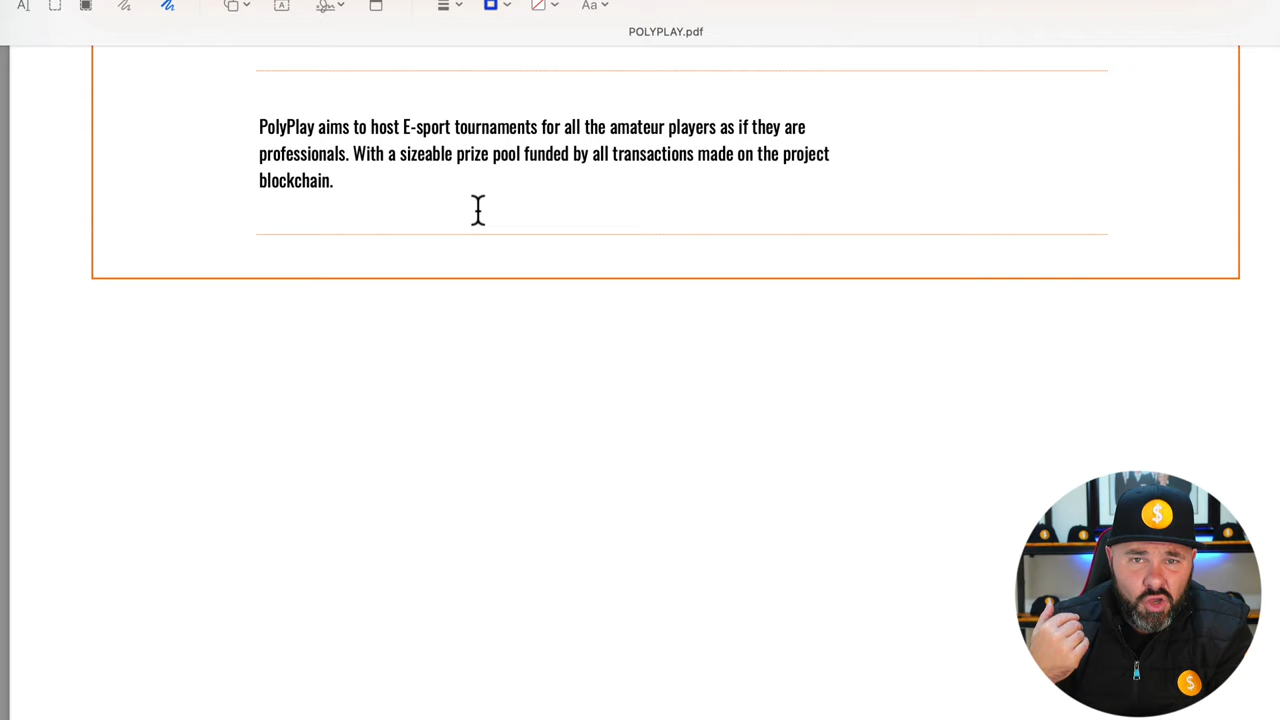 A
Aa
POLYPLAY.pdf
PolyPlay aims to host E-sport tournaments for all the amateur players as if they are
professionals. With a sizeable prize pool funded by all transactions made on the project
blockchain.
$
$